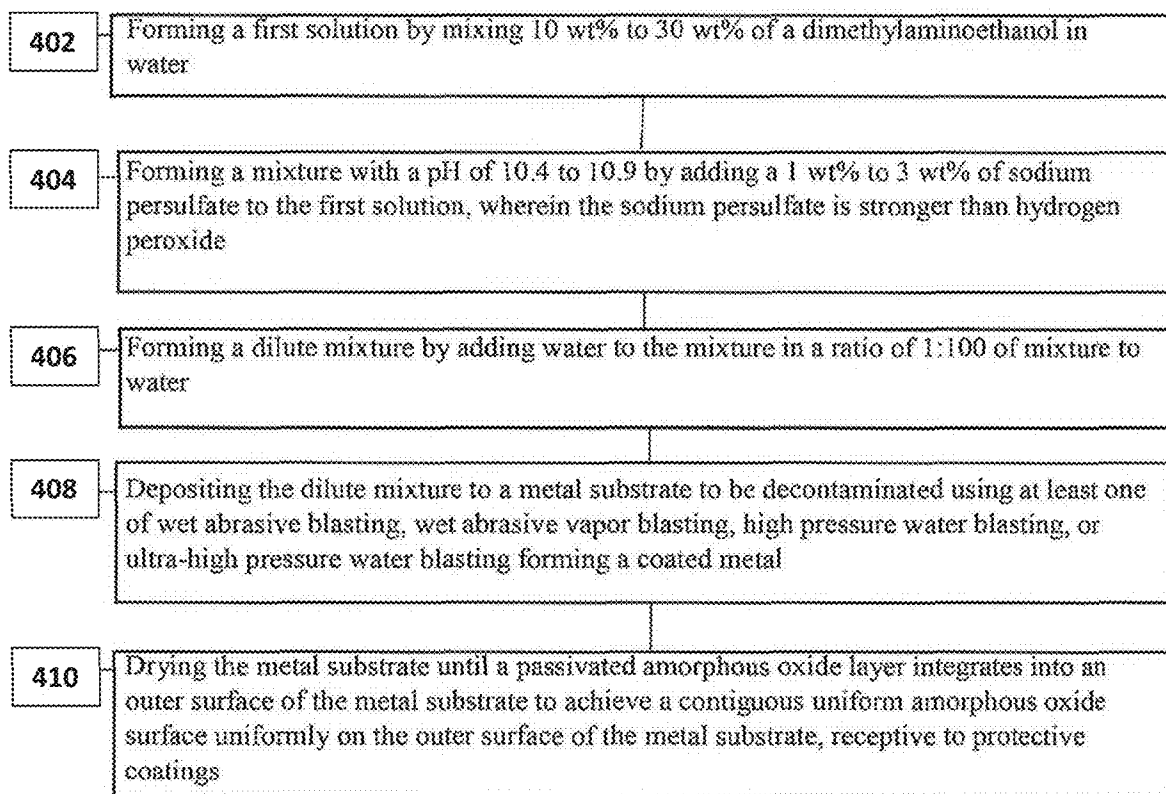 402
Forming a first solution by mixing 10 wt% to 30 wt% of a dimethylaminoethanol in
water
404
Forming a mixture with a pH of 10.4 to 10.9 by adding a 1 wt% to 3 wt% of sodium
persulfate to the first solution, wherein the sodium persulfate is stronger than hydrogen
peroxide
406
Forming a dilute mixture by adding water to the mixture in a ratio of 1:100 of mixture to
water
408
Depositing the dilute mixture to a metal substrate to be decontaminated using at least one
of wet abrasive blasting, wet abrasive vapor blasting, high pressure water blasting, or
ultra-high pressure water blasting forming a coated metal
410
Drying the metal substrate until a passivated amorphous oxide layer integrates into an
outer surface of the metal substrate to achieve a contiguous uniform amorphous oxide
surface uniformly on the outer surface of the metal substrate, receptive to protective
coatings